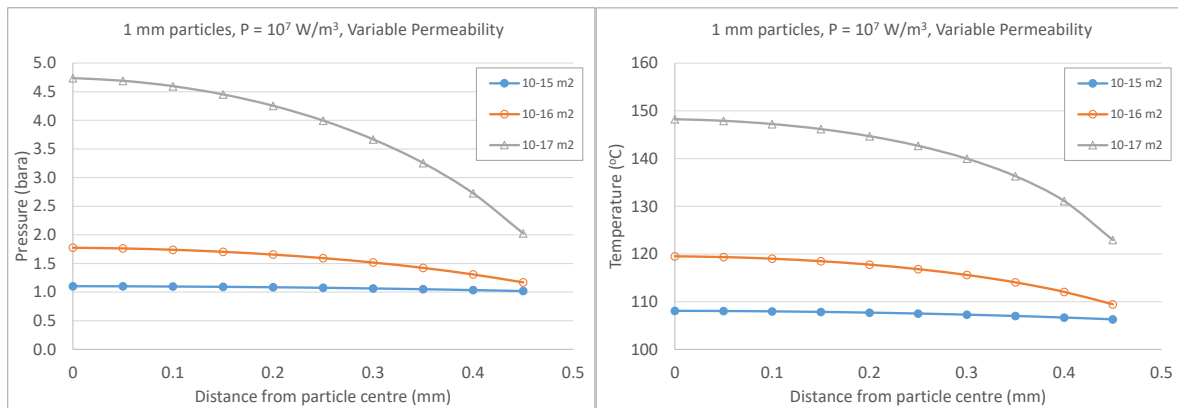 1 mm particles, P = 10⁷ W/m³, Variable Permeability
5.0
4.5
4.0
3.5
3.0
2.5
2.0
1.5
1.0
0.5
0.0
Pressure (bara)
10-15 m2
10-16 m2
10-17 m2
0 0.1 0.2 0.3 0.4 0.5
Distance from particle centre (mm)
1 mm particles, P = 10⁷ W/m³, Variable Permeability
160
150
140
130
120
110
100
Temperature (°C)
10-15 m2
10-16 m2
10-17 m2
0 0.1 0.2 0.3 0.4 0.5
Distance from particle centre (mm)